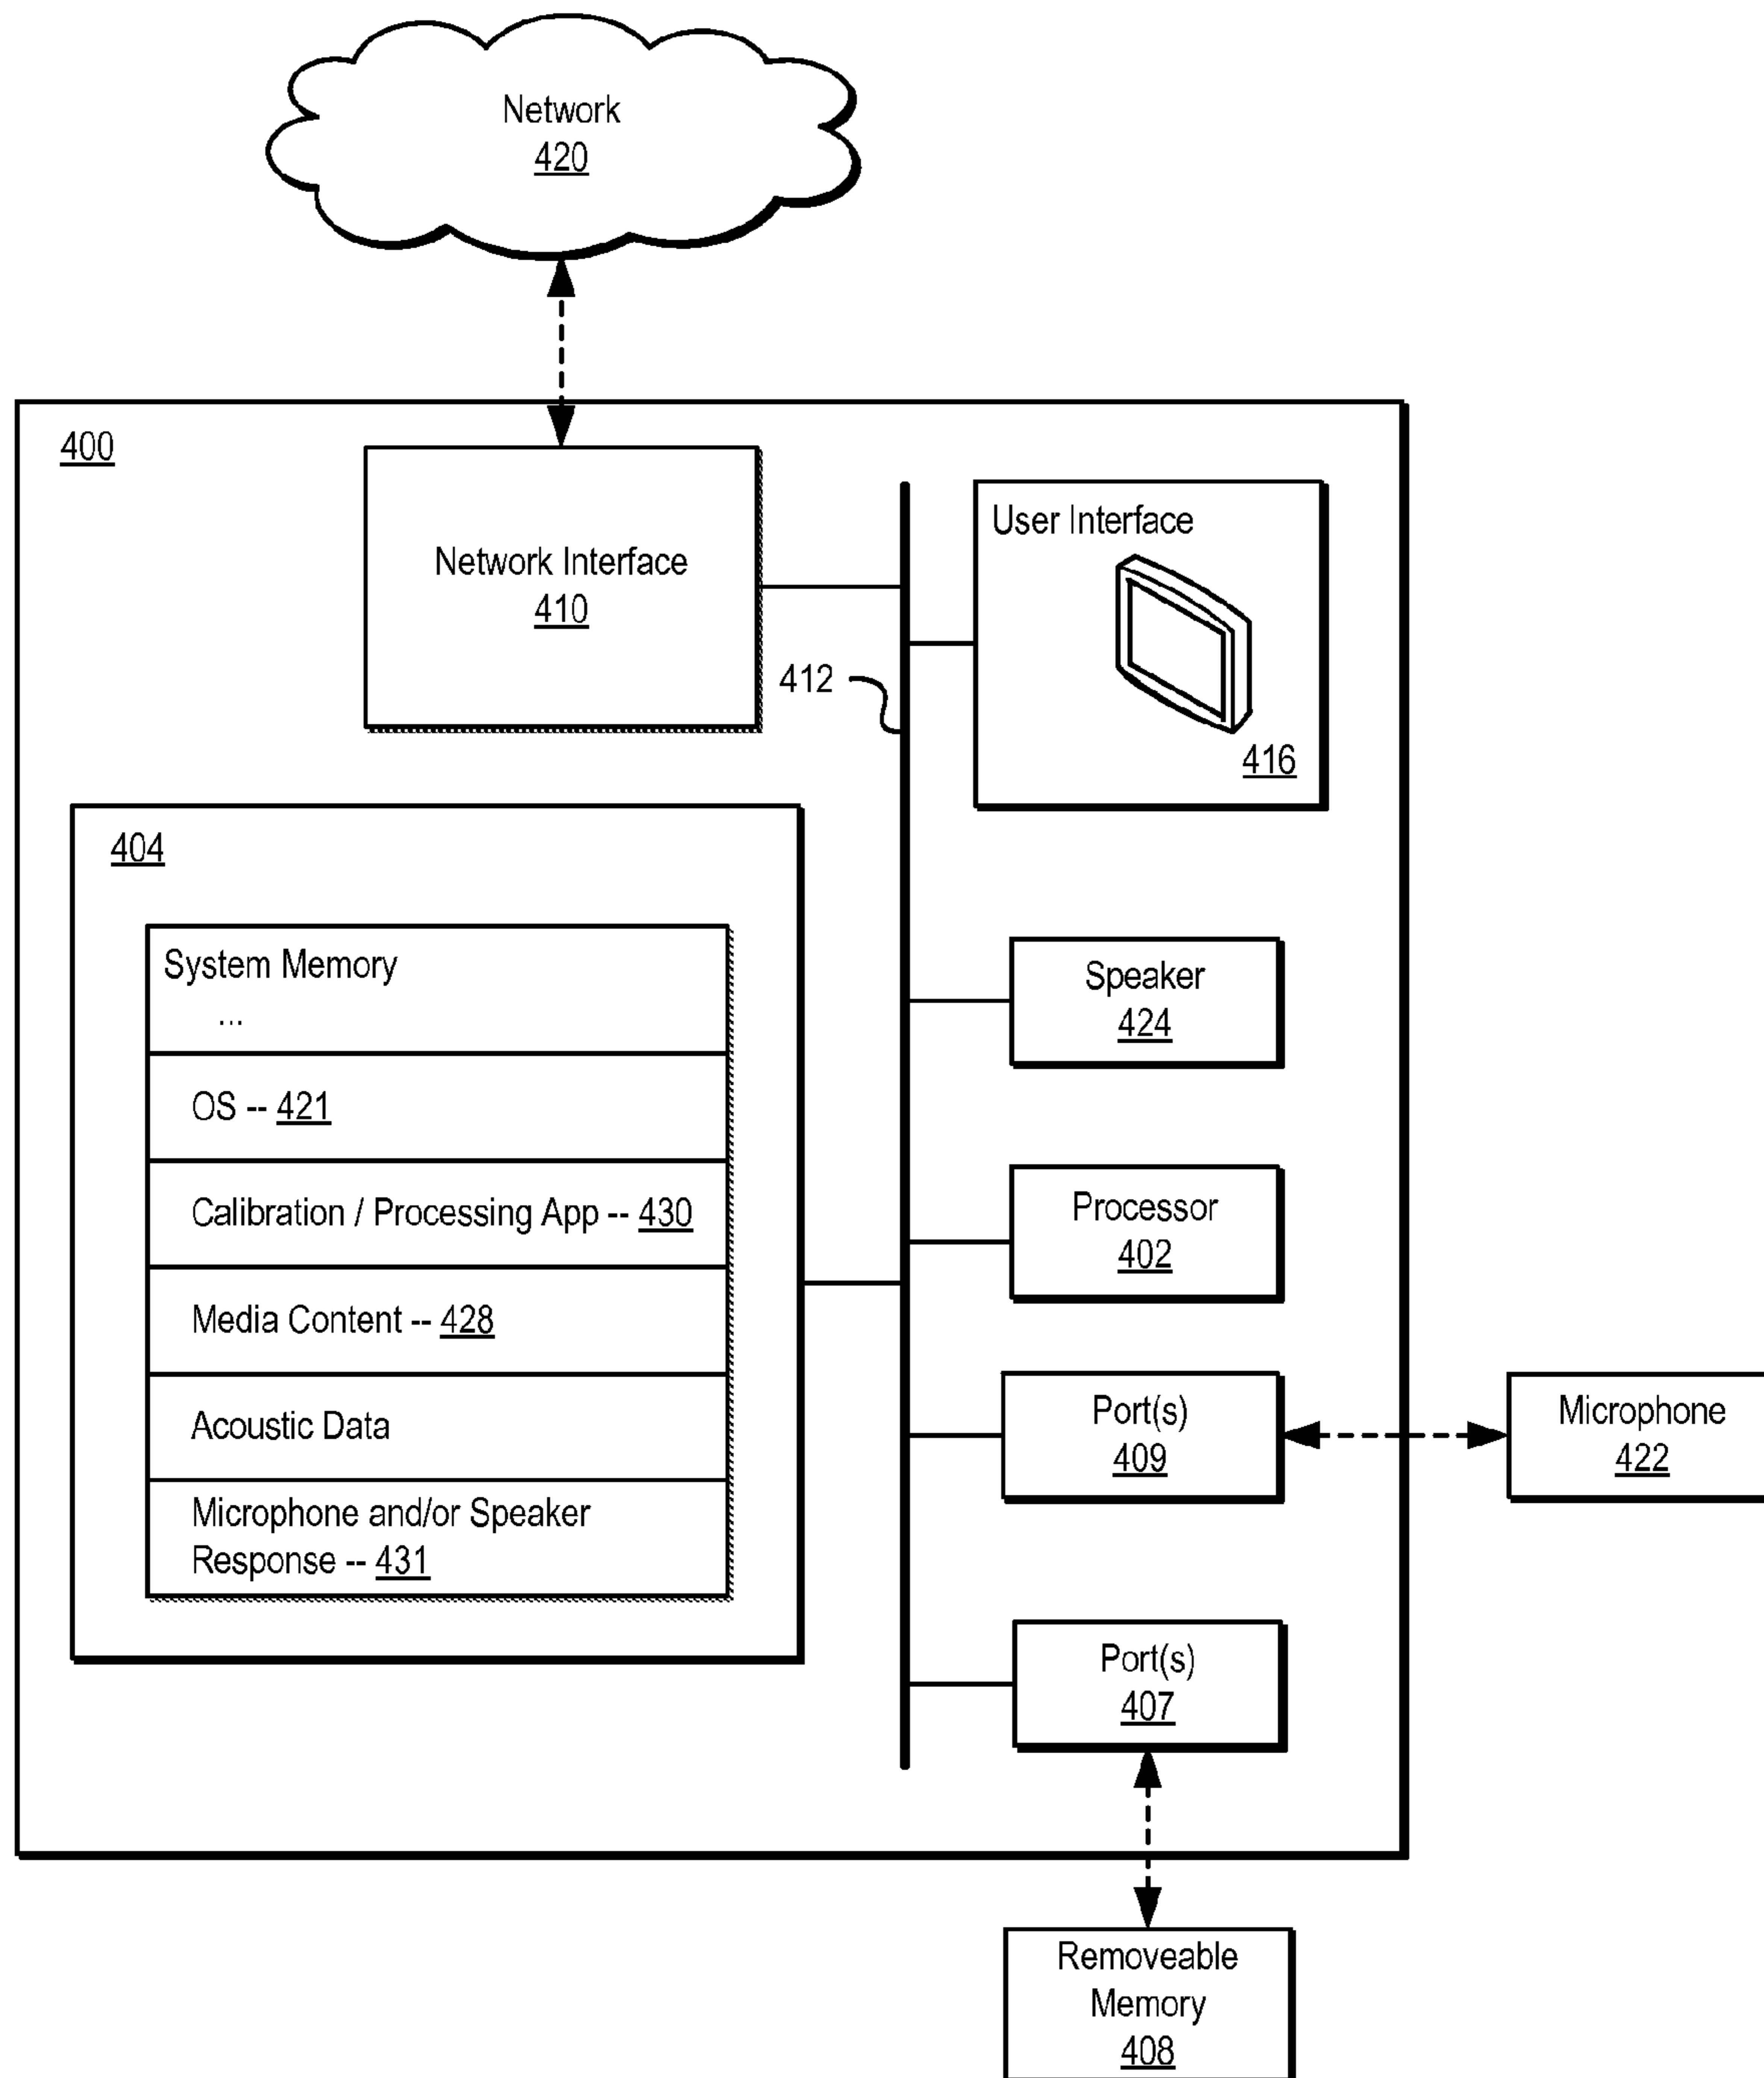 Network
420
400
Network Interface
410
User Interface
416
412
404
System Memory
...
OS -- 421
Calibration / Processing App -- 430
Media Content -- 428
Acoustic Data
Microphone and/or Speaker
Response -- 431
Speaker
424
Processor
402
Port(s)
409
Microphone
422
Port(s)
407
Removeable
Memory
408